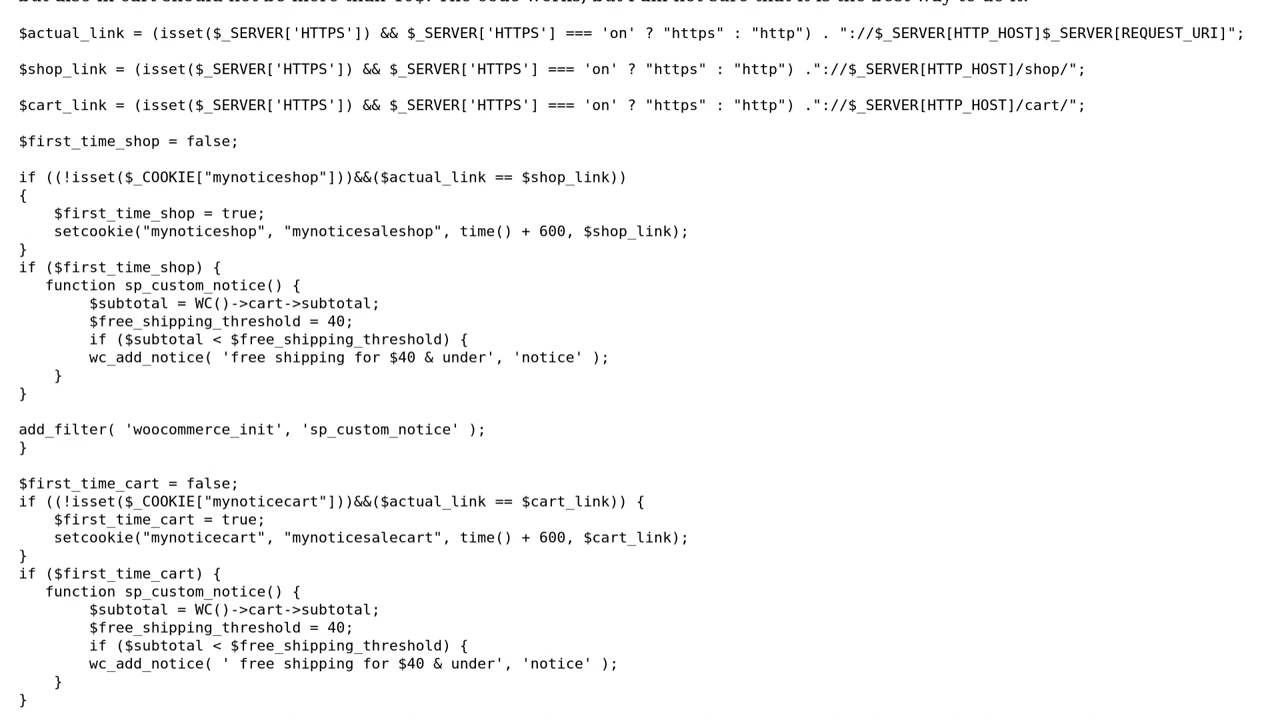 $actual_link = (isset($_SERVER['HTTPS']) && $_SERVER['HTTPS'] === 'on' ? "https" : "http") . "://$_SERVER[HTTP_HOST]$_SERVER[REQUEST_URI]";
$shop_link = (isset($_SERVER['HTTPS']) && $_SERVER['HTTPS'] === 'on' ? "https" : "http") ."://$_SERVER[HTTP_HOST]/shop/";
$cart_link = (isset($_SERVER['HTTPS']) && $_SERVER['HTTPS'] === 'on' ? "https" : "http") ."://$_SERVER[HTTP_HOST]/cart/";
$first_time_shop = false;
if ((!isset($_COOKIE["mynoticeshop"]))&&($actual_link == $shop_link))
{
    $first_time_shop = true;
    setcookie("mynoticeshop", "mynoticesaleshop", time() + 600, $shop_link);
}
if ($first_time_shop) {
   function sp_custom_notice() {
        $subtotal = WC()->cart->subtotal;
        $free_shipping_threshold = 40;
        if ($subtotal < $free_shipping_threshold) {
        wc_add_notice( 'free shipping for $40 & under', 'notice' );
    }
}
add_filter( 'woocommerce_init', 'sp_custom_notice' );
}
$first_time_cart = false;
if ((!isset($_COOKIE["mynoticecart"]))&&($actual_link == $cart_link)) {
    $first_time_cart = true;
    setcookie("mynoticecart", "mynoticesalecart", time() + 600, $cart_link);
}
if ($first_time_cart) {
   function sp_custom_notice() {
        $subtotal = WC()->cart->subtotal;
        $free_shipping_threshold = 40;
        if ($subtotal < $free_shipping_threshold) {
        wc_add_notice( ' free shipping for $40 & under', 'notice' );
    }
}